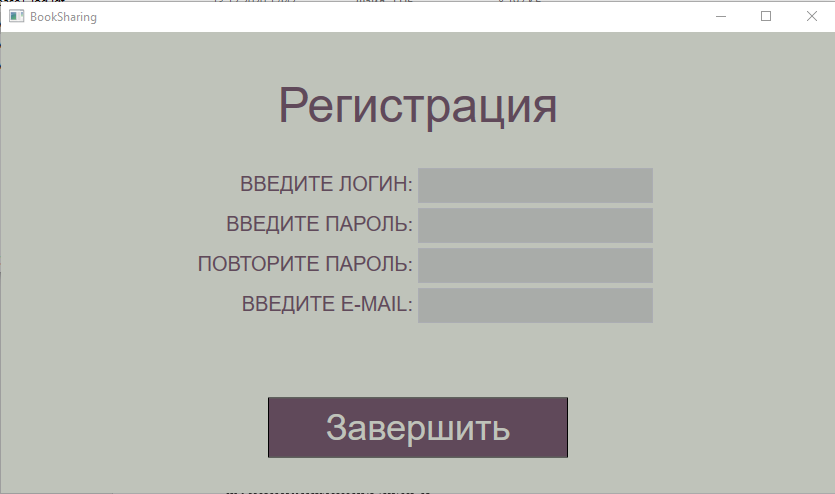 BookSharing
Регистрация
ВВЕДИТЕ ЛОГИН:
ВВЕДИТЕ ПАРОЛЬ:
ПОВТОРИТЕ ПАРОЛЬ:
ВВЕДИТЕ E-MAIL:
Завершить